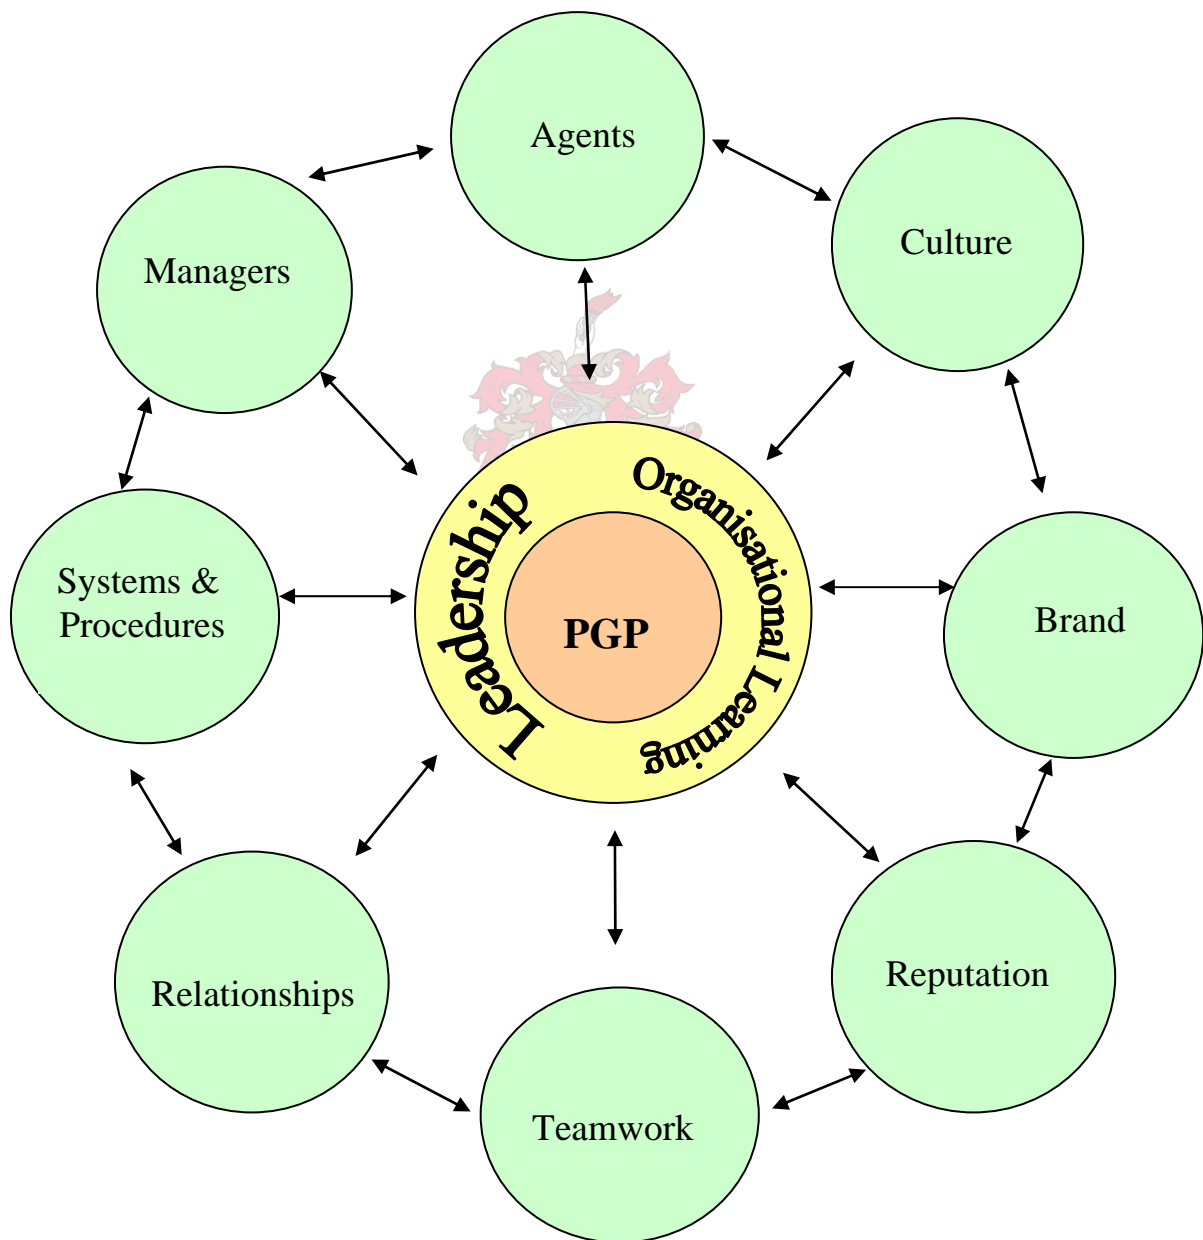 Agents
Culture
Managers
Organisational Learning
Leadership
Systems &
Procedures
PGP
Brand
Reputation
Relationships
Teamwork